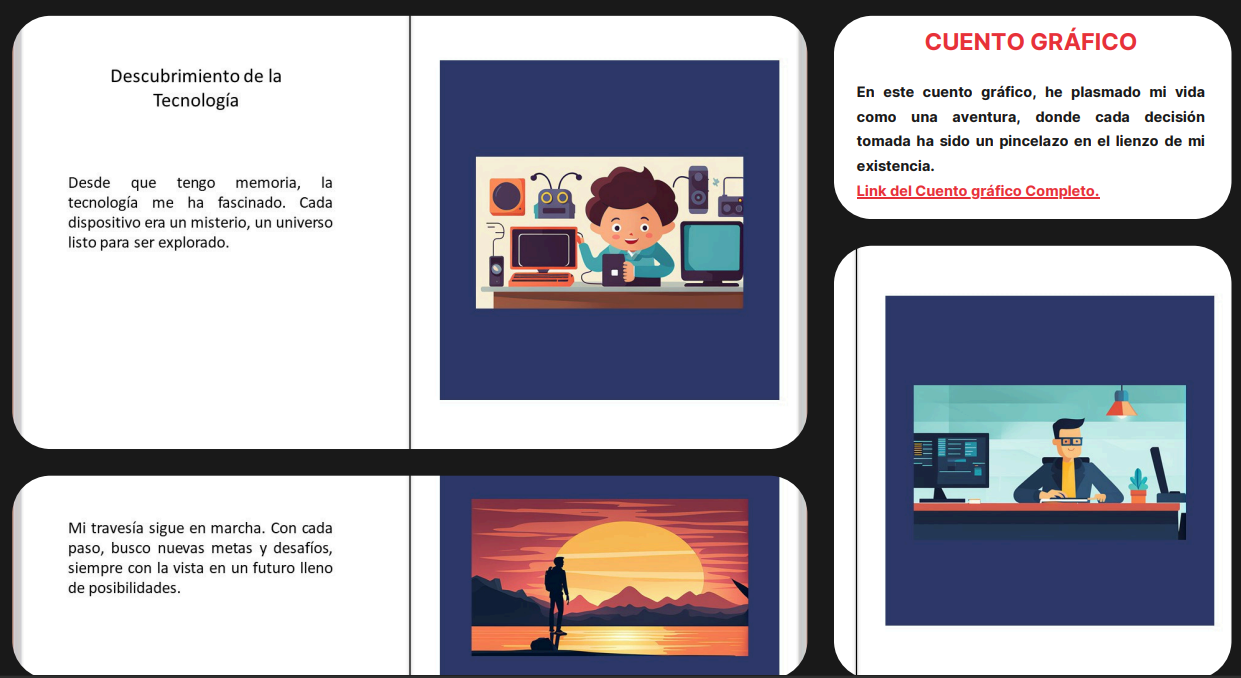 Descubrimiento de la
Tecnología
Desde que tengo memoria, la
tecnología me ha fascinado. Cada
dispositivo era un misterio, un universo
listo para ser explorado.
CUENTO GRÁFICO
En este cuento gráfico, he plasmado mi vida
como una aventura, donde cada decisión
tomada ha sido un pincelazo en el lienzo de mi
existencia.
Link del Cuento gráfico Completo.
Mi travesía sigue en marcha. Con cada
paso, busco nuevas metas y desafíos,
siempre con la vista en un futuro lleno
de posibilidades.